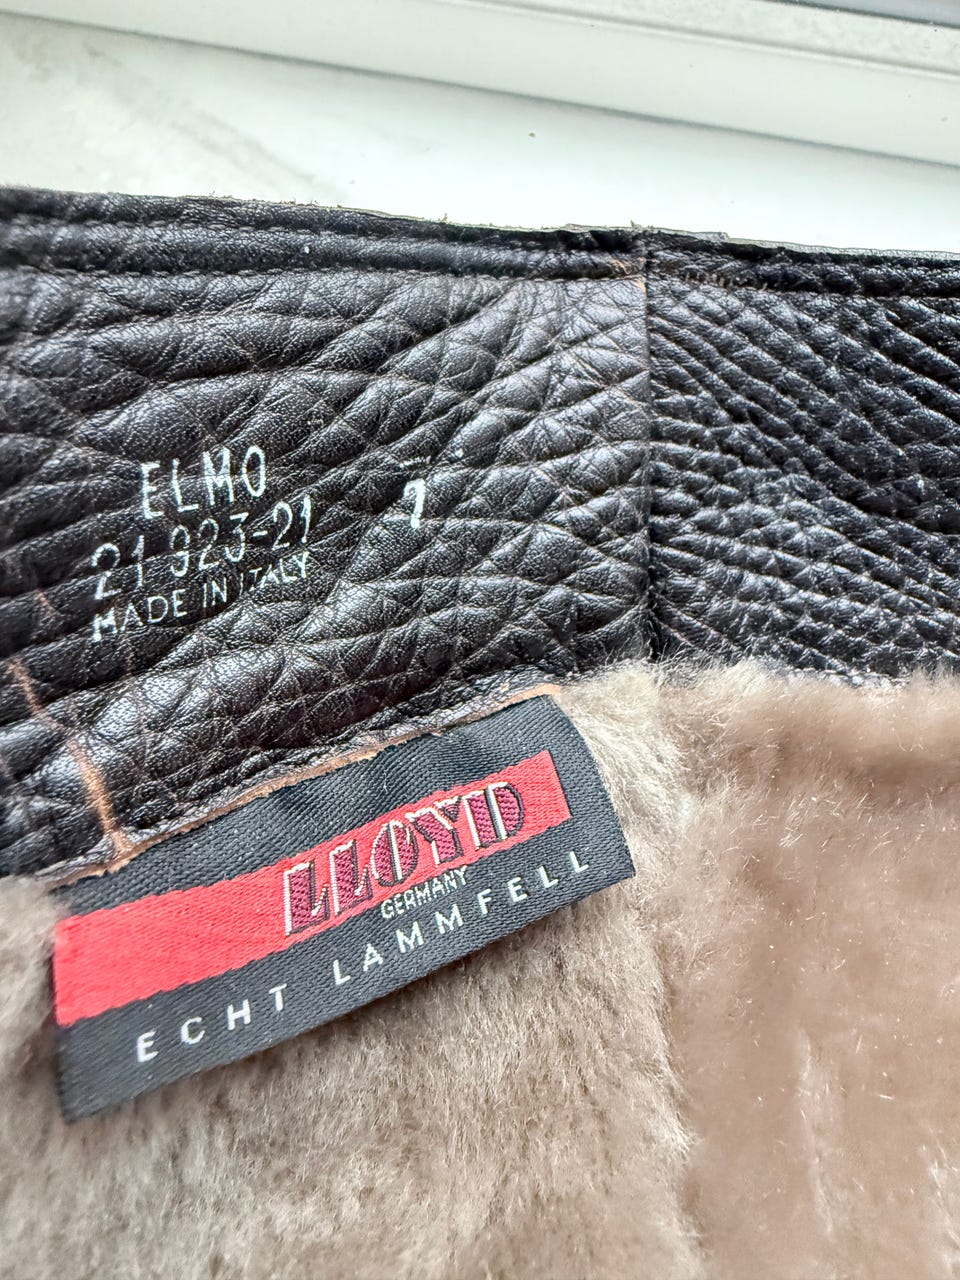 ELMO
21 923-21 7
MADE IN ITALY
LLOYD
GERMANY
ECHT LAMMFELL